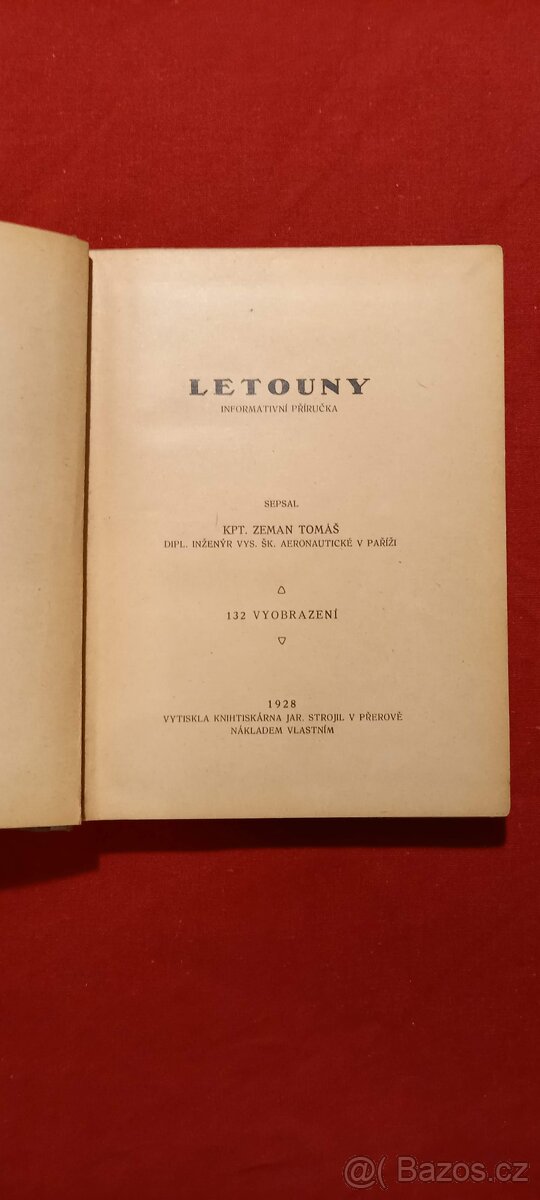 LETOUNY
INFORMATIVNÍ PŘÍRUČKA
SEPSAL
KPT. ZEMAN TOMÁŠ
DIPL. INŽENÝR VYS. ŠK. AERONAUTICKÉ V PAŘÍŽI
132 VYOBRAZENÍ
1928
VYTISKLA KNIHTISKÁRNA JAR. STROJIL V PŘEROVĚ
NÁKLADEM VLASTNÍM
@( Bazos.cz